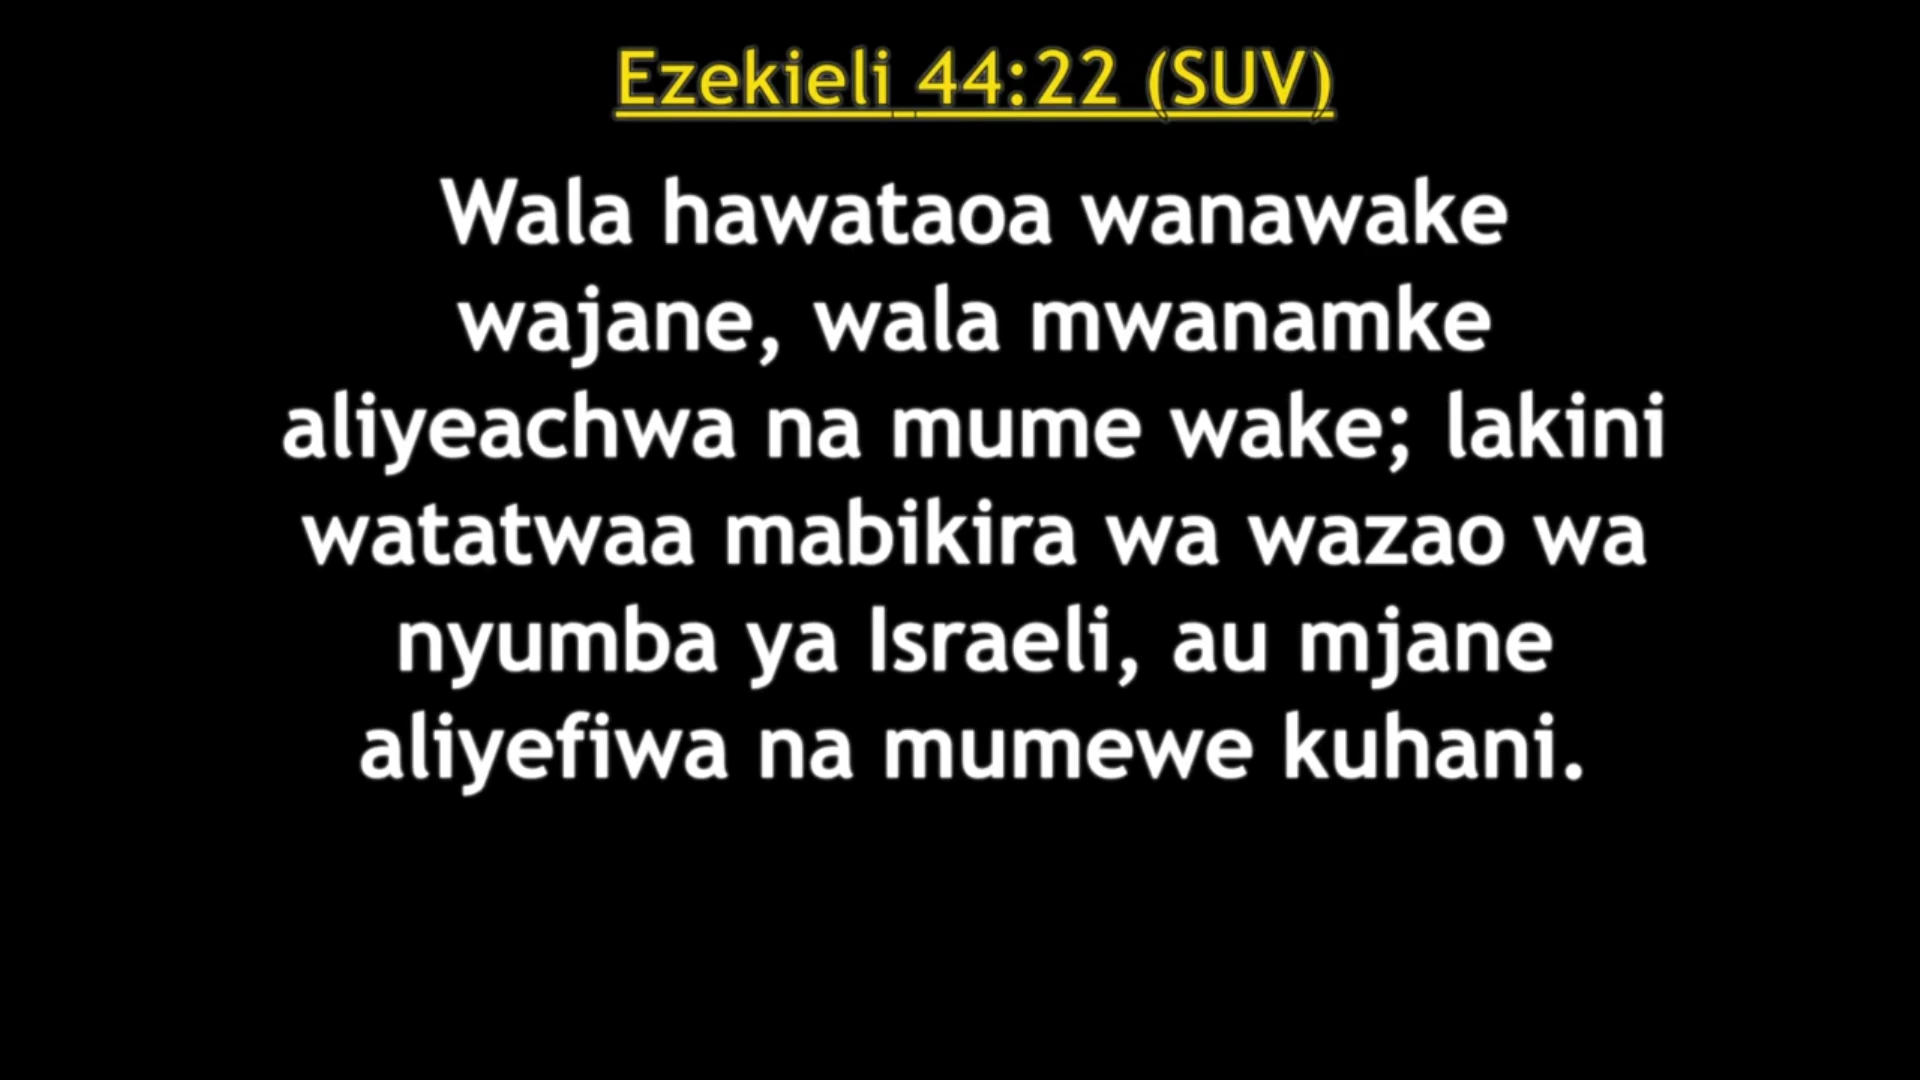 Ezekieli 44:22 (SUV)
Wala hawataoa wanawake
wajane, wala mwanamke
aliyeachwa na mume wake; lakini
watatwaa mabikira wa wazao wa
nyumba ya Israeli, au mjane
aliyefiwa na mumewe kuhani.